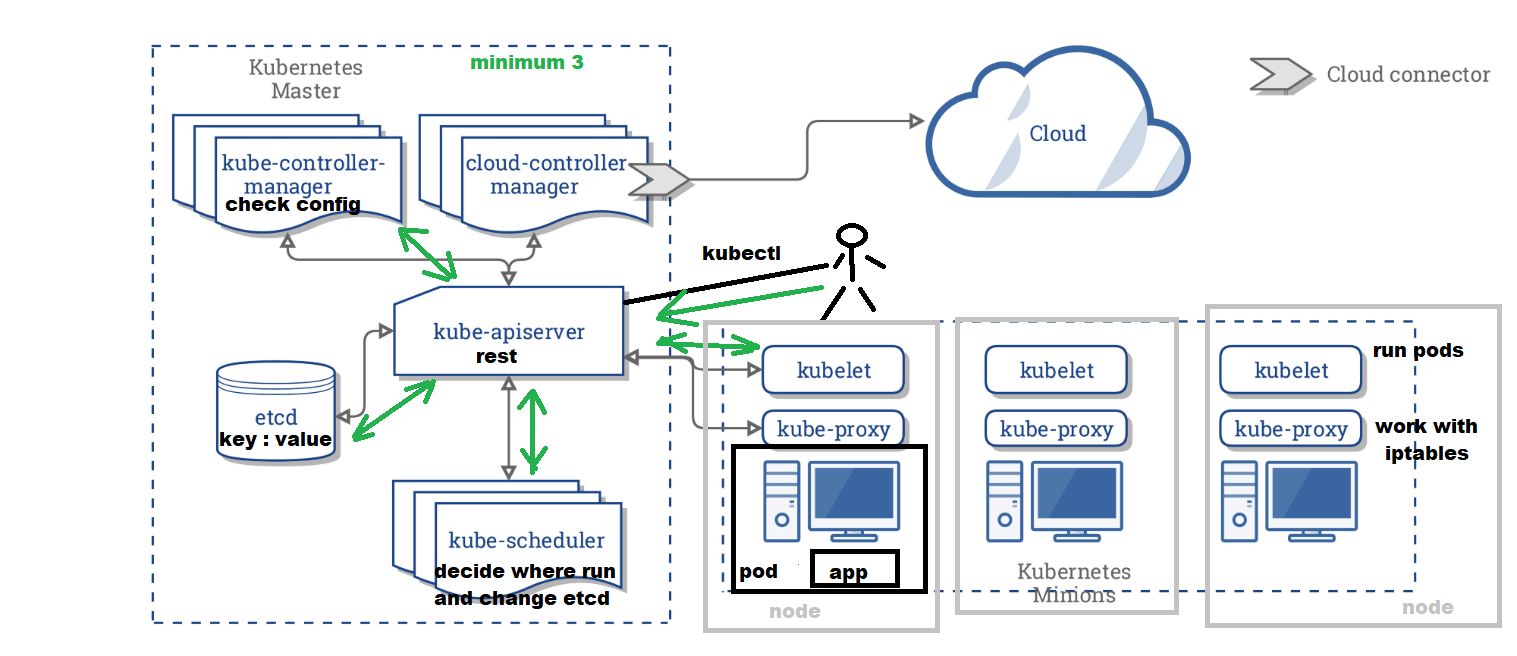 Kubernetes
Master
minimum 3
Cloud connector
Cloud
kube-controller-
manager
check config
cloud-controller
manager
kubectl
kube-apiserver
rest
etcd
key : value
kube-scheduler
decide where run
and change etcd
kubelet
kube-proxy
pod
app
node
kubelet
kube-proxy
Kubernetes
Minions
kubelet
run pods
kube-proxy
work with
iptables
node